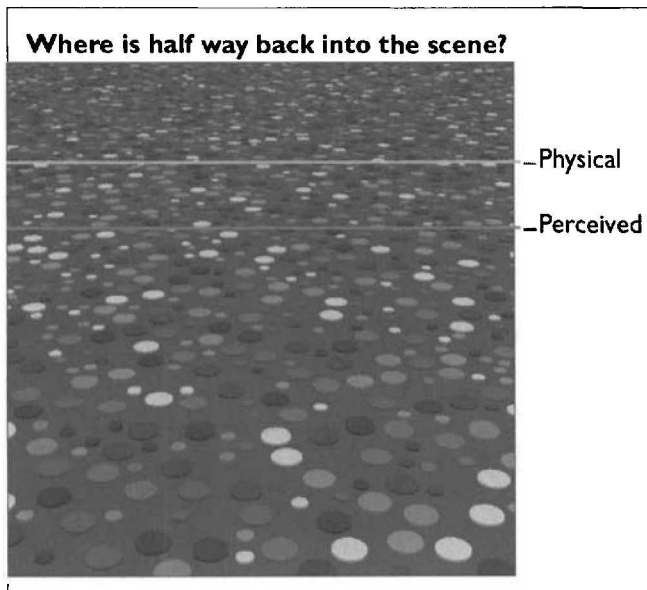 Where is half way back into the scene?
Physical
Perceived